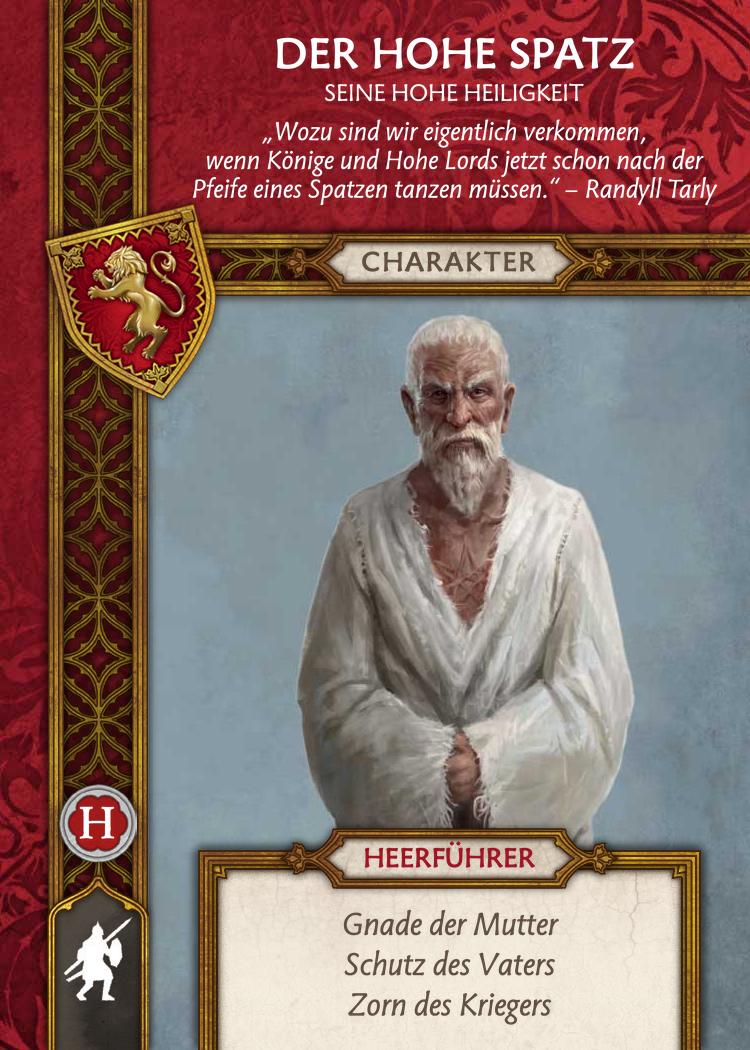 DER HOHE SPATZ
SEINE HOHE HEILIGKEIT
„Wozu sind wir eigentlich verkommen,
wenn Könige und Hohe Lords jetzt schon nach der
Pfeife eines Spatzen tanzen müssen.“ – Randyll Tarly
CHARAKTER
H
HEERFÜHRER
Gnade der Mutter
Schutz des Vaters
Zorn des Kriegers